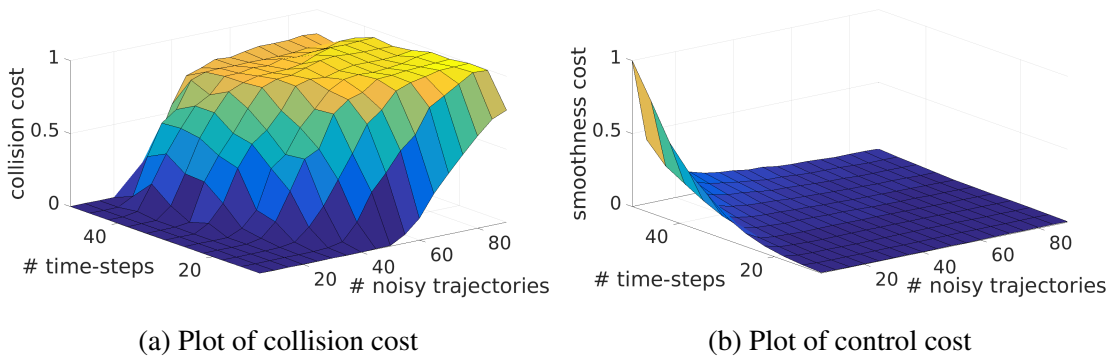 collision cost
1
0.5
0
40
20
# time-steps
20
40
60
80
# noisy trajectories
(a) Plot of collision cost
smoothness cost
1
0.5
0
40
20
# time-steps
20
40
60
80
# noisy trajectories
(b) Plot of control cost